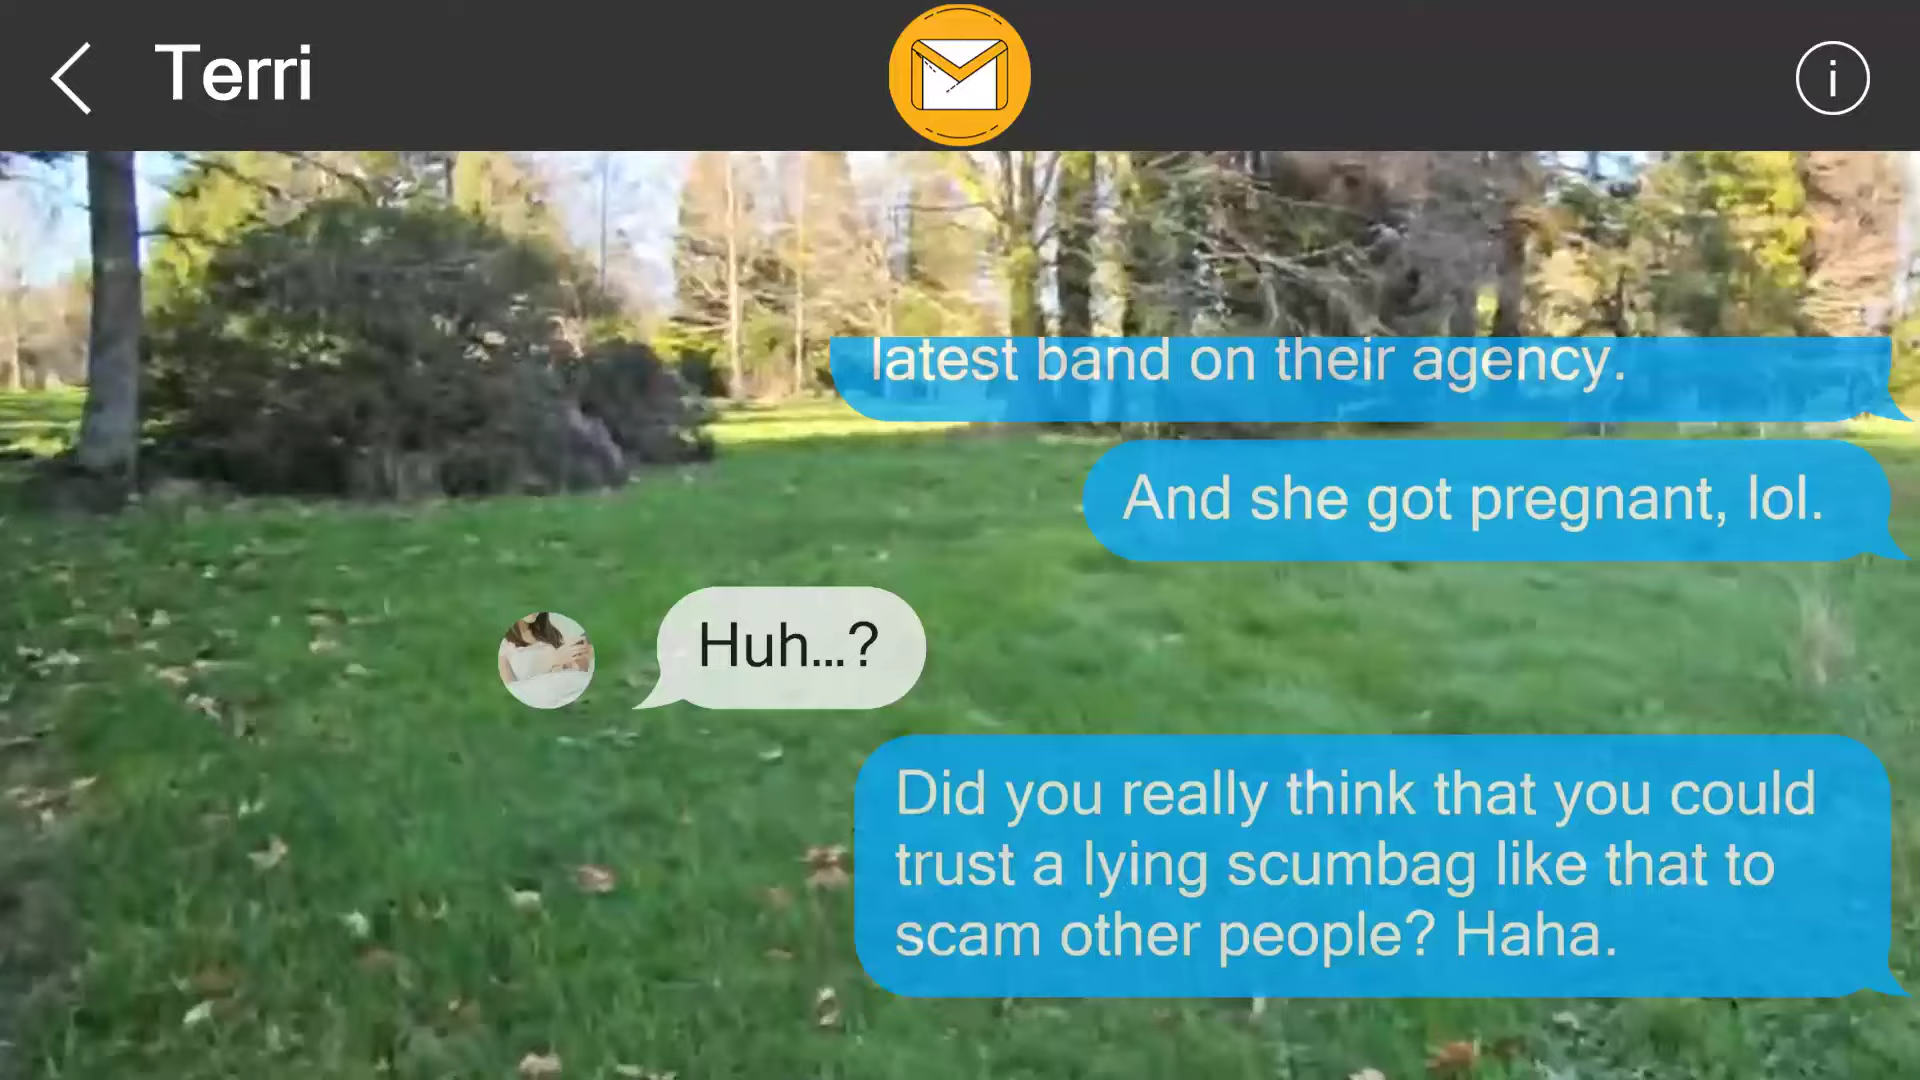 Terri
i
latest band on their agency.
And she got pregnant, lol.
Huh...?
Did you really think that you could
trust a lying scumbag like that to
scam other people? Haha.